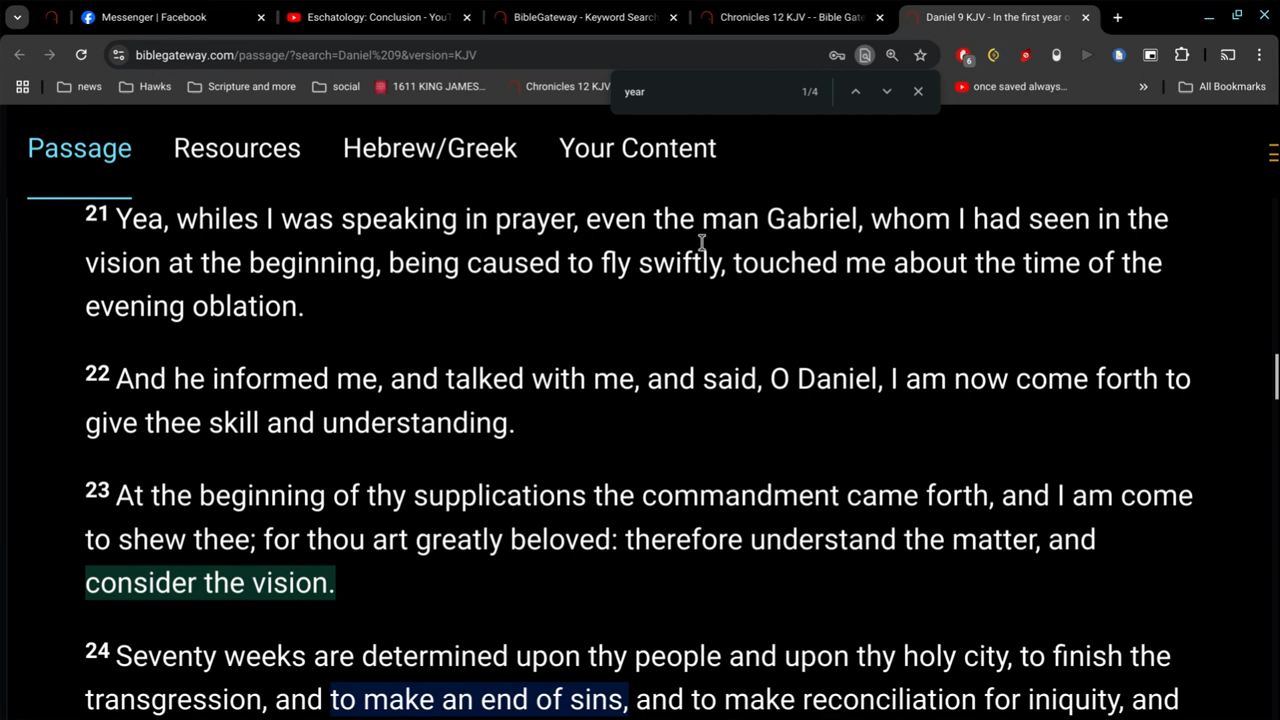 Messenger | Facebook
Eschatology: Conclusion - YouT
BibleGateway - Keyword Search
Chronicles 12 KJV - - Bible Gate
Daniel 9 KJV - In the first year o
biblegateway.com/passage/?search=Daniel%209&version=KJV
6
news
Hawks
Scripture and more
social
1611 KING JAMES...
Chronicles 12 KJV
once saved always...
All Bookmarks
year 1/4
Passage Resources Hebrew/Greek Your Content
21 Yea, whiles I was speaking in prayer, even the man Gabriel, whom I had seen in the
vision at the beginning, being caused to fly swiftly, touched me about the time of the
evening oblation.
22 And he informed me, and talked with me, and said, O Daniel, I am now come forth to
give thee skill and understanding.
23 At the beginning of thy supplications the commandment came forth, and I am come
to shew thee; for thou art greatly beloved: therefore understand the matter, and
consider the vision.
24 Seventy weeks are determined upon thy people and upon thy holy city, to finish the
transgression, and to make an end of sins, and to make reconciliation for iniquity, and